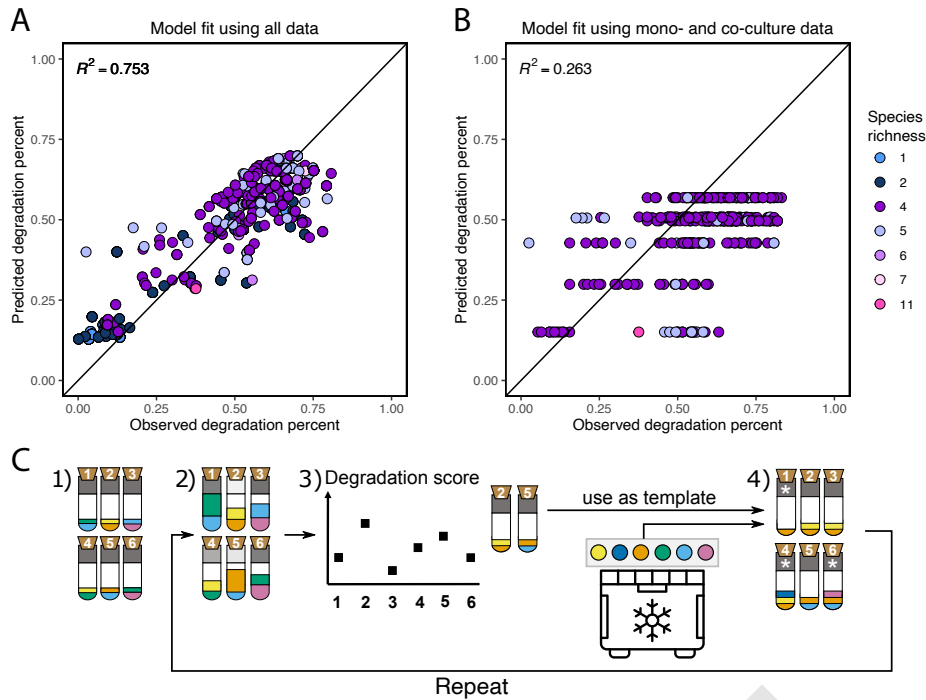 A
Model fit using all data
R² = 0.753
1.00
0.75
0.50
0.25
0.00
Predicted degradation percent
0.00 0.25 0.50 0.75 1.00
Observed degradation percent
B
Model fit using mono- and co-culture data
R² = 0.263
1.00
0.75
0.50
0.25
0.00
Predicted degradation percent
0.00 0.25 0.50 0.75 1.00
Observed degradation percent
Species
richness
1
2
4
5
6
7
11
C
1)
1 2 3
4 5 6
2)
1 2 3
4 5 6
3)
Degradation score
1 2 3 4 5 6
2 5
use as template
4)
1 2 3
* 
4 5 6
* *
Repeat